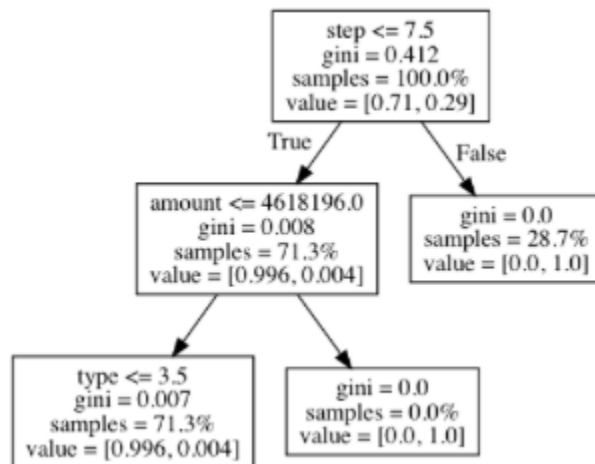 step <= 7.5
gini = 0.412
samples = 100.0%
value = [0.71, 0.29]
True
False
amount <= 4618196.0
gini = 0.008
samples = 71.3%
value = [0.996, 0.004]
gini = 0.0
samples = 28.7%
value = [0.0, 1.0]
type <= 3.5
gini = 0.007
samples = 71.3%
value = [0.996, 0.004]
gini = 0.0
samples = 0.0%
value = [0.0, 1.0]